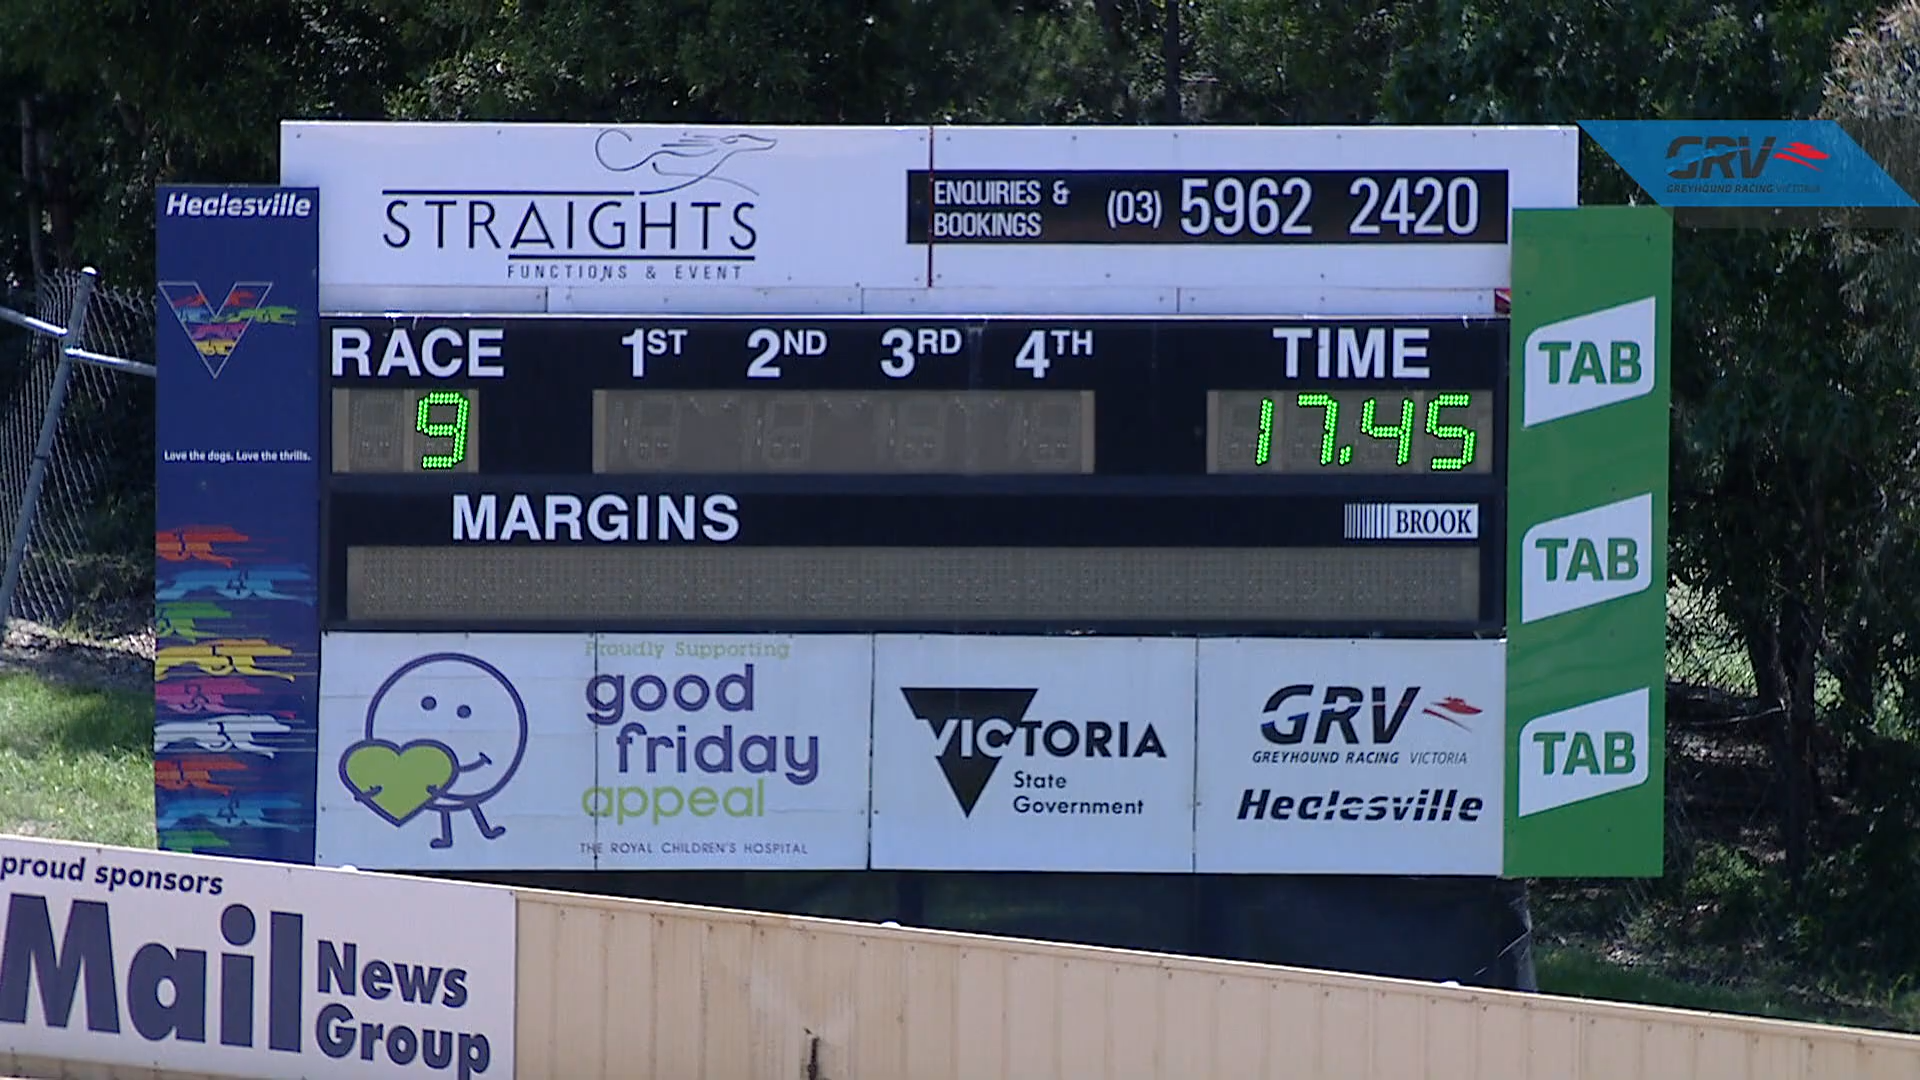 STRAIGHTS
FUNCTIONS & EVENT
ENQUIRIES & BOOKINGS (03) 5962 2420
GRV
GREYHOUND RACING VICTORIA
Healesville
Love the dogs. Love the thrills.
RACE 1ST 2ND 3RD 4TH TIME
9 17.45
MARGINS
BROOK
TAB
TAB
TAB
Proudly Supporting
good
friday
appeal
THE ROYAL CHILDREN'S HOSPITAL
VICTORIA
State
Government
GRV
GREYHOUND RACING VICTORIA
Healesville
proud sponsors
Mail News Group